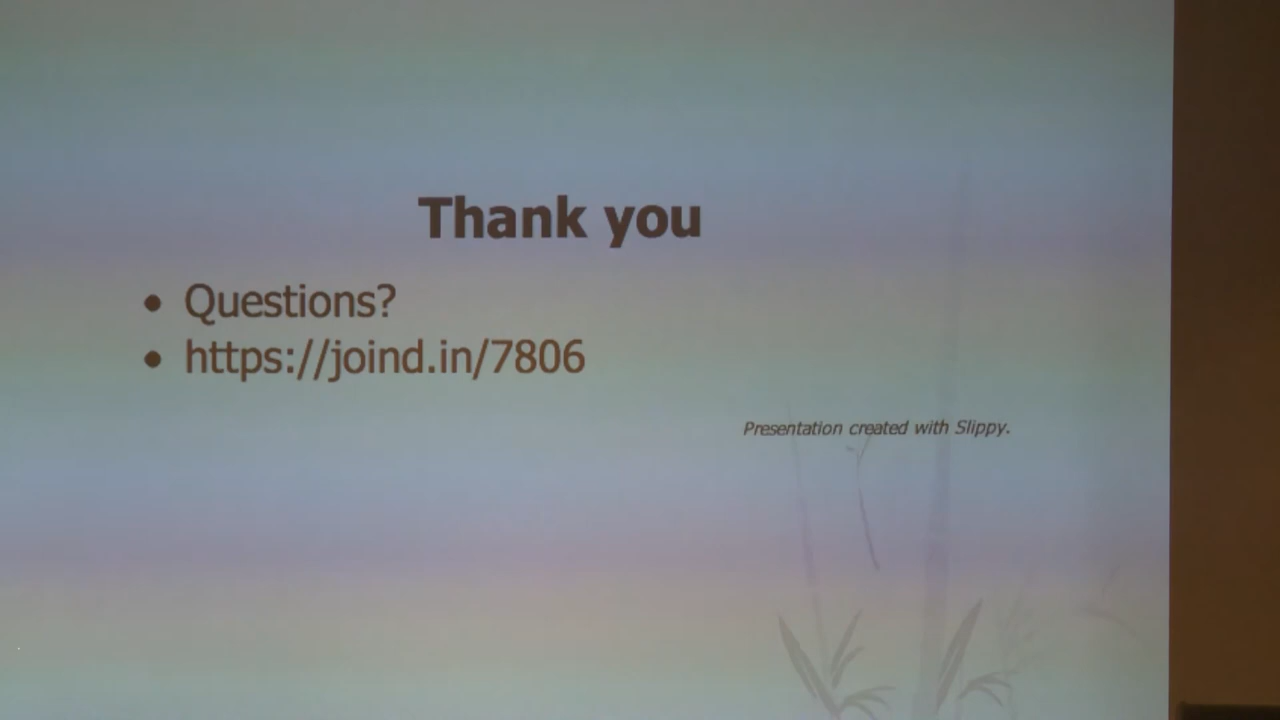 Thank you
• Questions?
• https://joind.in/7806
Presentation created with Slippy.